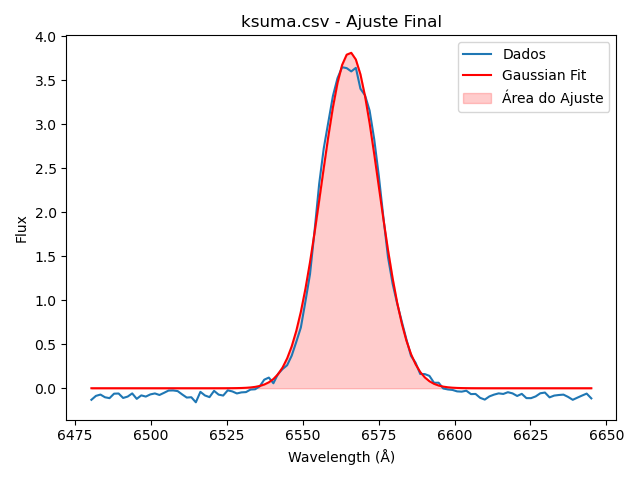 ksuma.csv - Ajuste Final
4.0
3.5
3.0
2.5
2.0
1.5
1.0
0.5
0.0
Flux
Dados
Gaussian Fit
Área do Ajuste
6475 6500 6525 6550 6575 6600 6625 6650
Wavelength (Å)